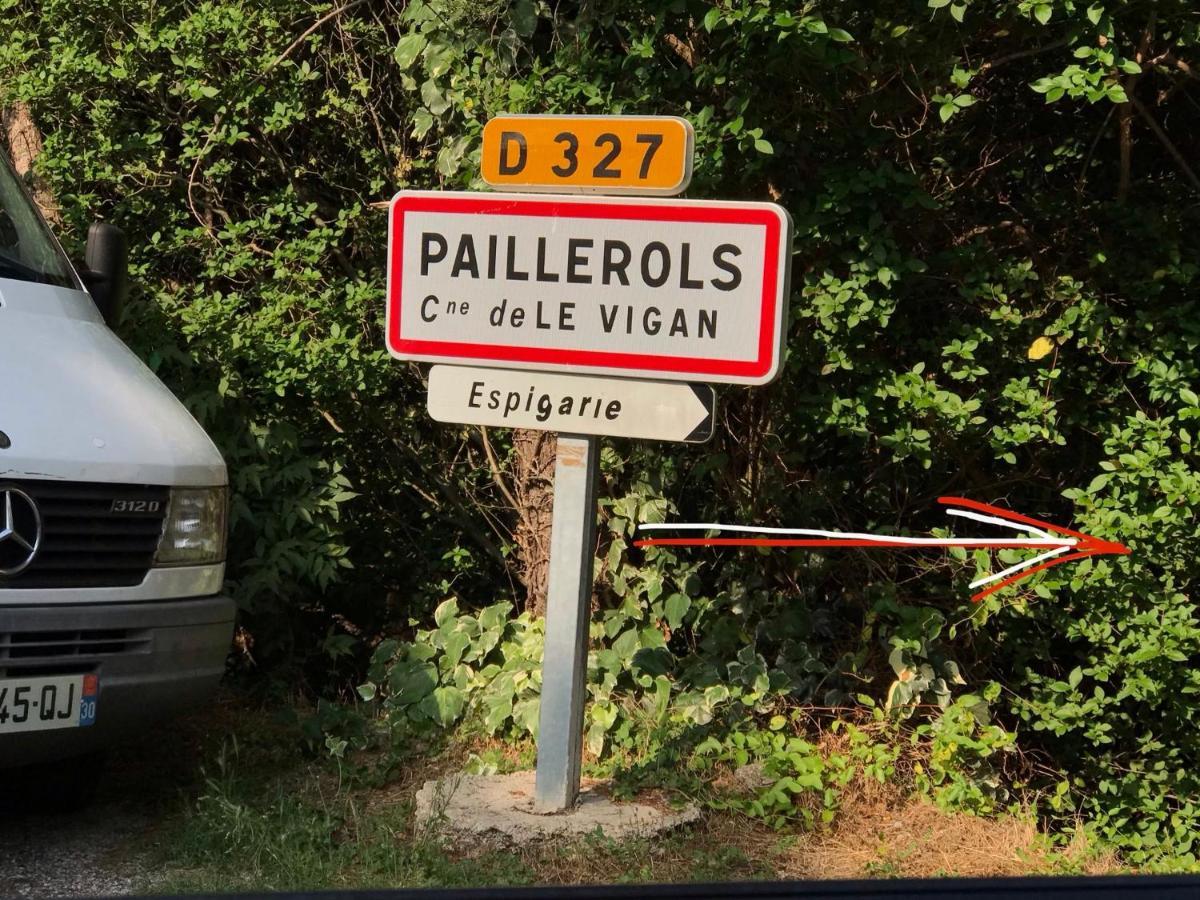 D 327
PAILLEROLS
Cne de LE VIGAN
Espigarie
312D
45-QJ
30